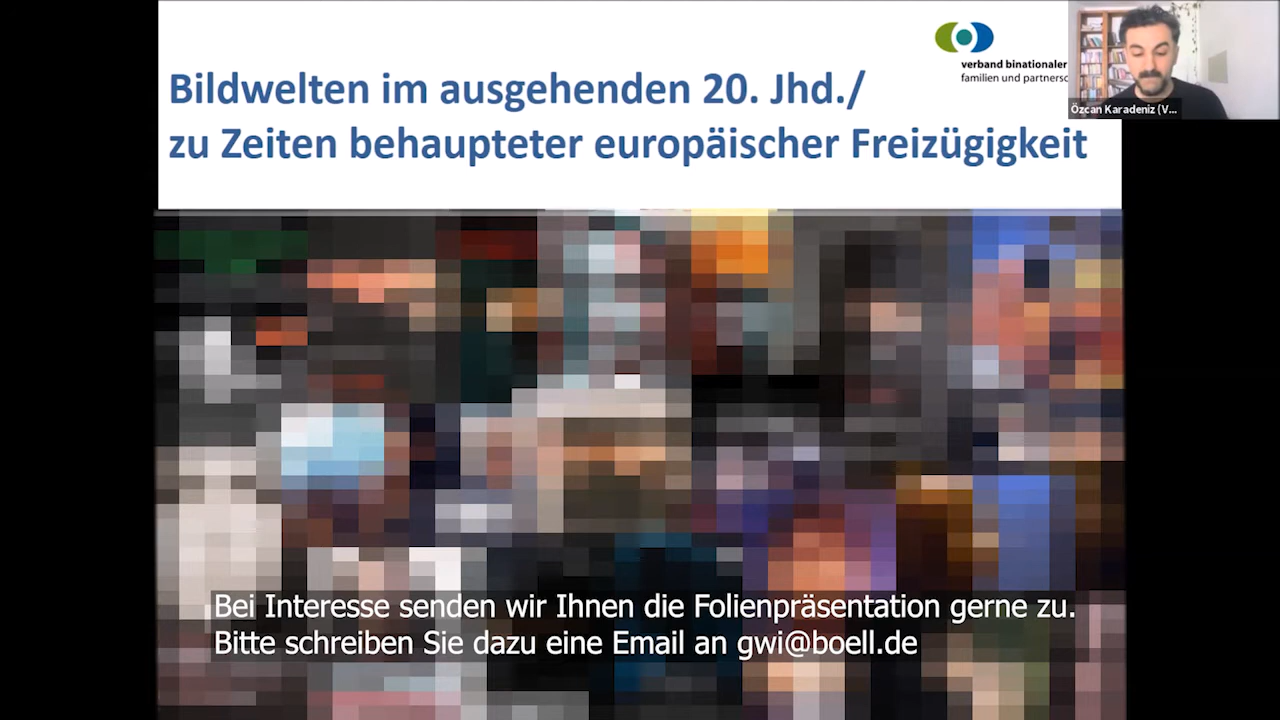 Bildwelten im ausgehenden 20. Jhd./
zu Zeiten behaupteter europäischer Freizügigkeit
verband binationaler
familien und partnersc
Özcan Karadeniz (V...
Bei Interesse senden wir Ihnen die Folienpräsentation gerne zu.
Bitte schreiben Sie dazu eine Email an gwi@boell.de